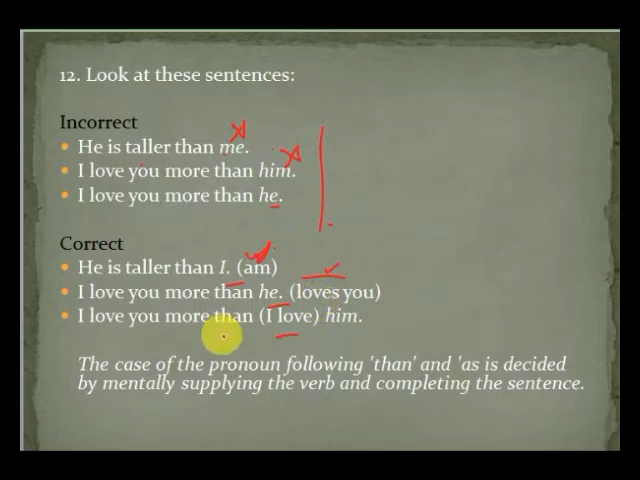 12. Look at these sentences:
Incorrect
• He is taller than me.
• I love you more than him.
• I love you more than he.
Correct
• He is taller than I. (am)
• I love you more than he. (loves you)
• I love you more than (I love) him.
The case of the pronoun following 'than' and 'as is decided
by mentally supplying the verb and completing the sentence.